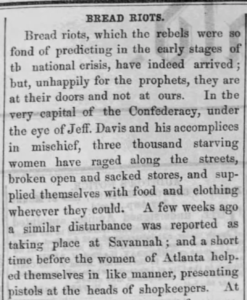 BREAD RIOTS.
Bread riots, which the rebels were so
fond of predicting in the early stages of
th national crisis, have indeed arrived;
but, unhappily for the prophets, they are
at their doors and not at ours. In the
very capital of the Confederacy, under
the eye of Jeff. Davis and his accomplices
in mischief, three thousand starving
women have raged along the streets,
broken open and sacked stores, and sup-
plied themselves with food and clothing
wherever they could. A few weeks ago
a similar disturbance was reported as
taking place at Savannah; and a short
time before the women of Atlanta help-
ed themselves in like manner, presenting
pistols at the heads of shopkeepers. At